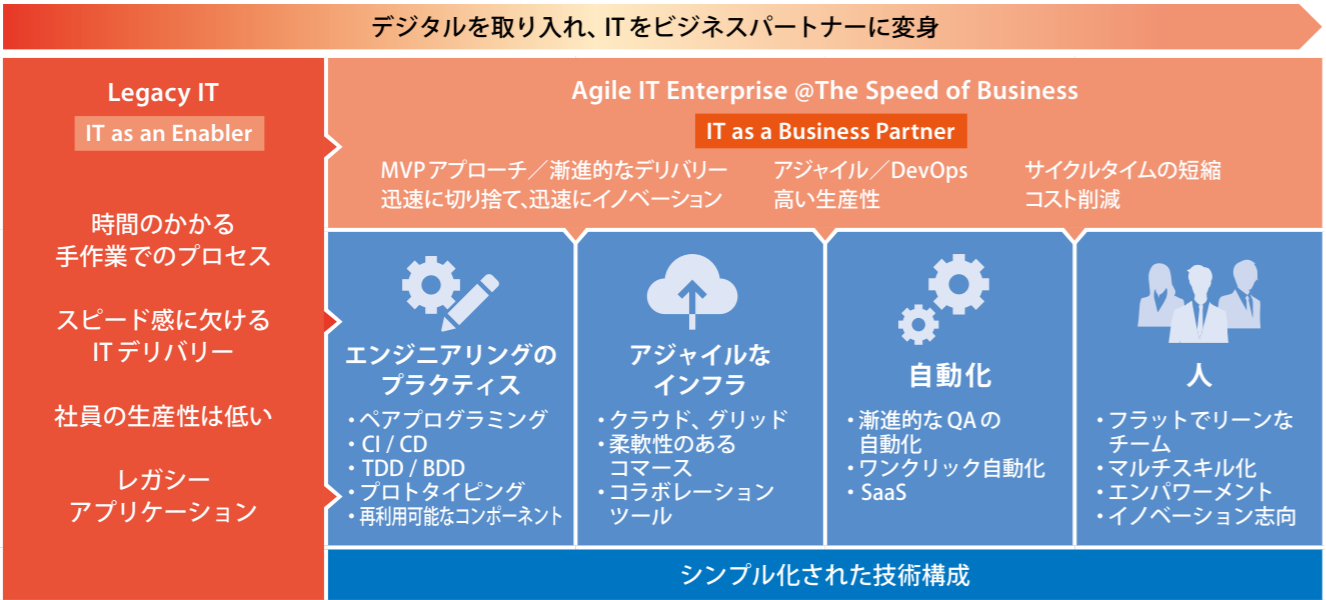 デジタルを取り入れ、ITをビジネスパートナーに変身
Legacy IT
IT as an Enabler
時間のかかる
手作業でのプロセス
スピード感に欠ける
ITデリバリー
社員の生産性は低い
レガシー
アプリケーション
Agile IT Enterprise @The Speed of Business
IT as a Business Partner
MVPアプローチ／漸進的なデリバリー
迅速に切り捨て、迅速にイノベーション
アジャイル／DevOps
高い生産性
サイクルタイムの短縮
コスト削減
エンジニアリングの
プラクティス
・ペアプログラミング
・CI / CD
・TDD / BDD
・プロトタイピング
・再利用可能なコンポーネント
アジャイルな
インフラ
・クラウド、グリッド
・柔軟性のある
コマース
・コラボレーション
ツール
自動化
・漸進的なQAの
自動化
・ワンクリック自動化
・SaaS
人
・フラットでリーンな
チーム
・マルチスキル化
・エンパワーメント
・イノベーション志向
シンプル化された技術構成